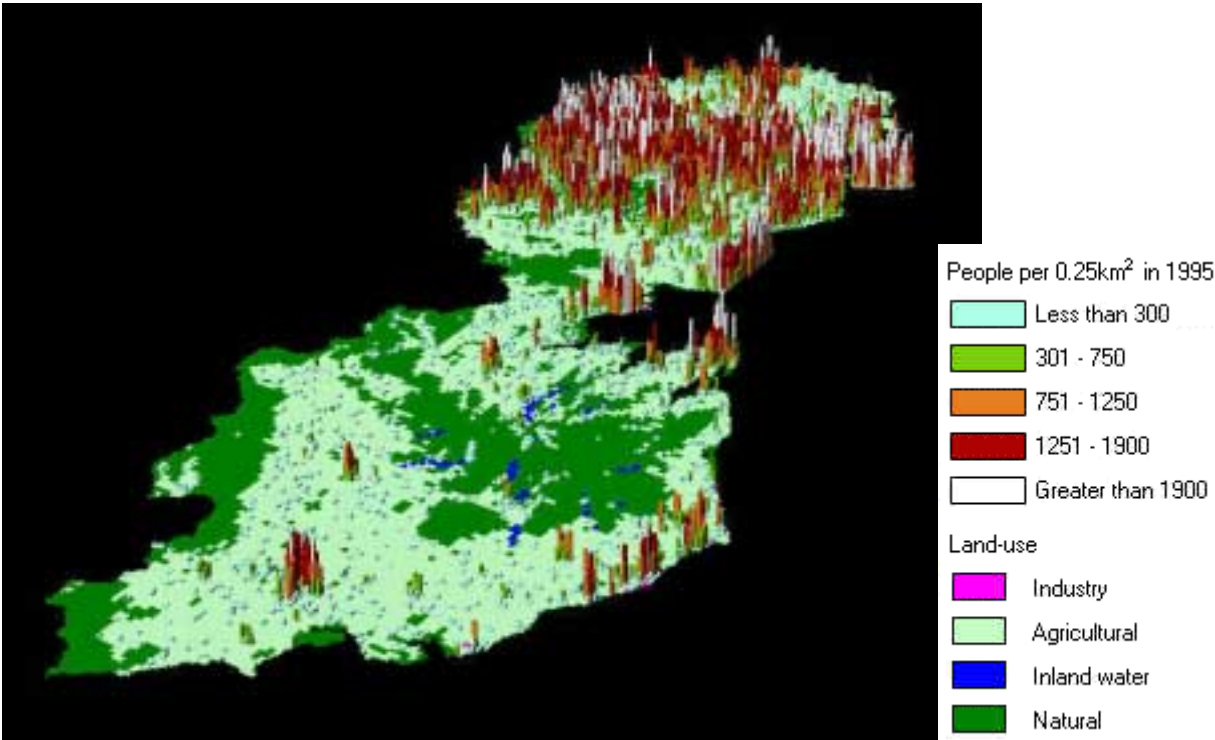 People per 0.25km² in 1995
Less than 300
301 - 750
751 - 1250
1251 - 1900
Greater than 1900
Land-use
Industry
Agricultural
Inland water
Natural